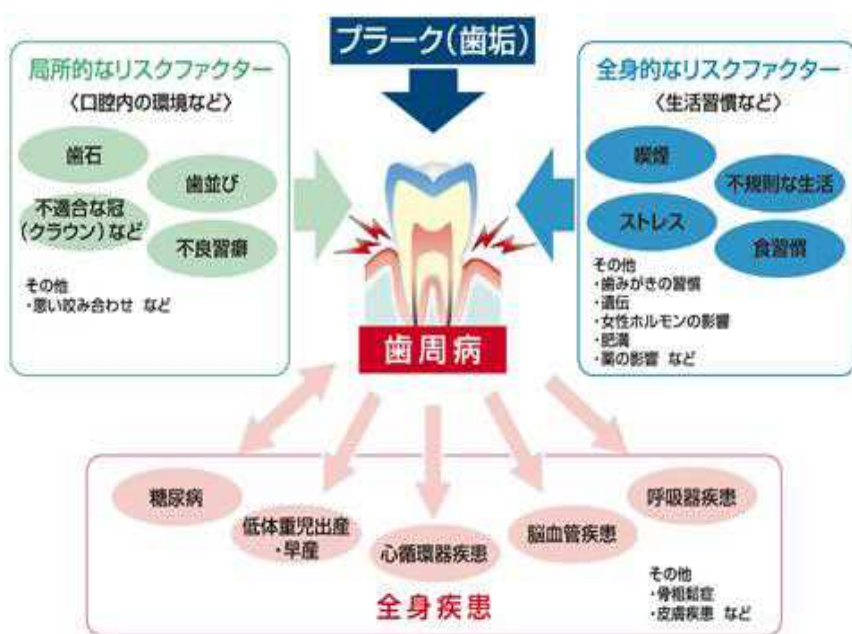 プラーク(歯垢)
局所的なリスクファクター
〈口腔内の環境など〉
歯石
歯並び
不適合な冠
(クラウン)など
不良習癖
その他
・悪い咬み合わせ など
全身的なリスクファクター
〈生活習慣など〉
喫煙
不規則な生活
ストレス
食習慣
その他
・歯みがきの習慣
・遺伝
・女性ホルモンの影響
・肥満
・薬の影響 など
歯周病
糖尿病
低体重児出産
・早産
心循環器疾患
脳血管疾患
呼吸器疾患
その他
・骨粗鬆症
・皮膚疾患 など
全身疾患